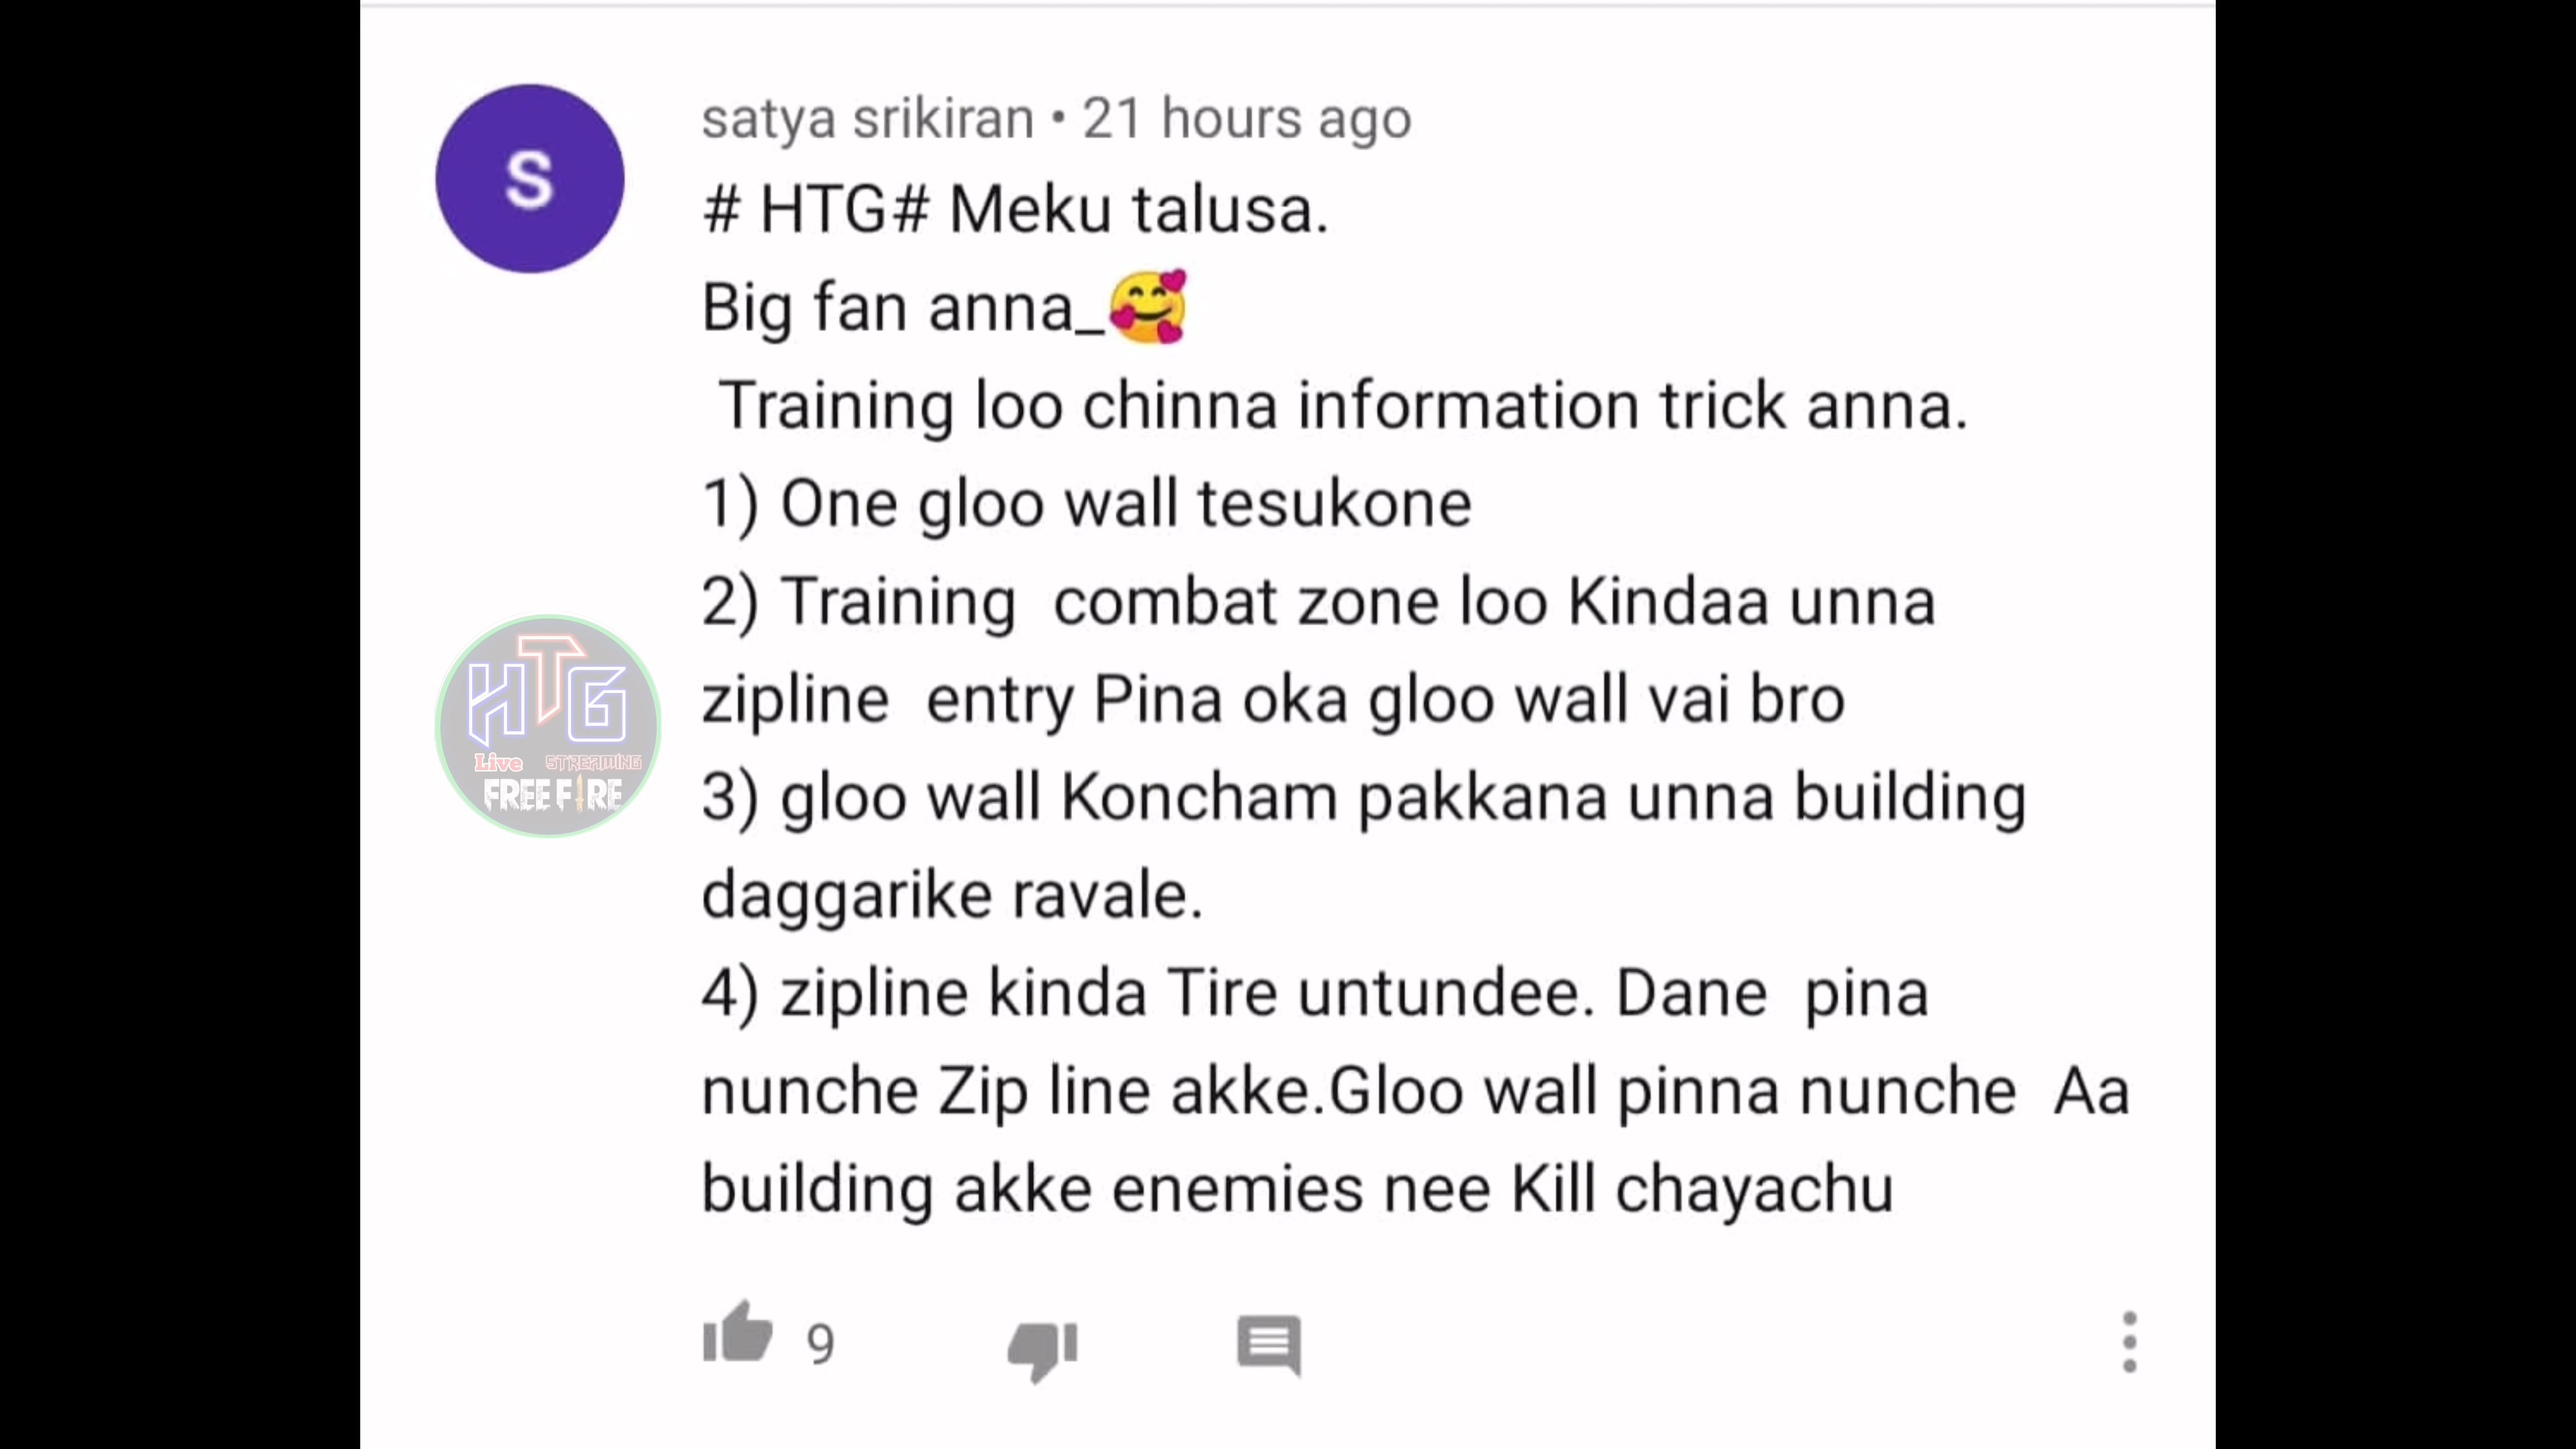 S
satya srikiran • 21 hours ago
# HTG# Meku talusa.
Big fan anna_🥰
Training loo chinna information trick anna.
1) One gloo wall tesukone
2) Training  combat zone loo Kindaa unna
zipline  entry Pina oka gloo wall vai bro
3) gloo wall Koncham pakkana unna building
daggarike ravale.
4) zipline kinda Tire untundee. Dane  pina
nunche Zip line akke.Gloo wall pinna nunche  Aa
building akke enemies nee Kill chayachu
9
HTG
Live STREAMING
FREE FIRE